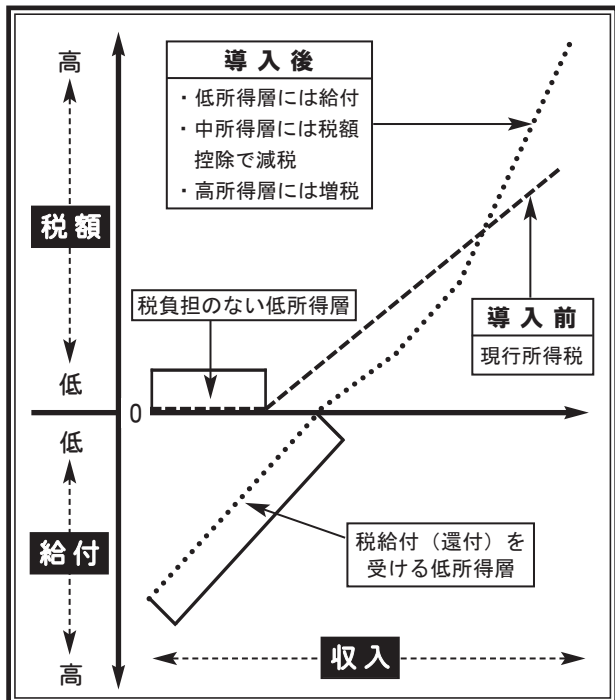 高
導入後
・低所得層には給付
・中所得層には税額
控除で減税
・高所得層には増税
税額
税負担のない低所得層
導入前
現行所得税
低
0
低
給付
税給付（還付）を
受ける低所得層
収入
高